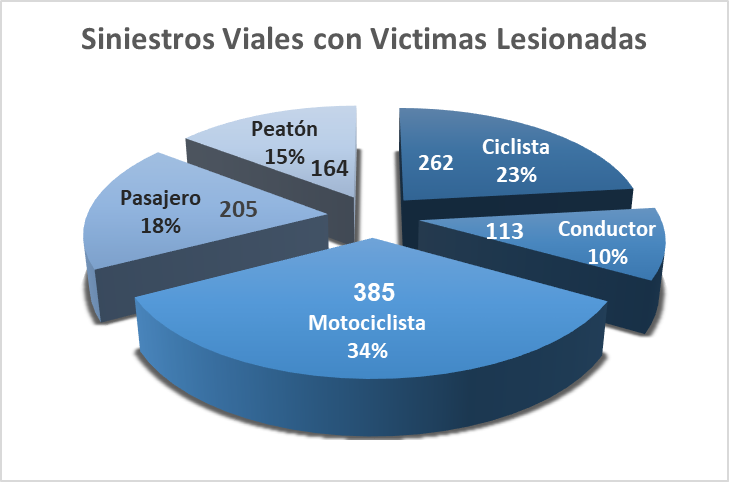 Siniestros Viales con Victimas Lesionadas
Peatón
15%
164
262
Ciclista
23%
Pasajero
18%
205
113
Conductor
10%
385
Motociclista
34%